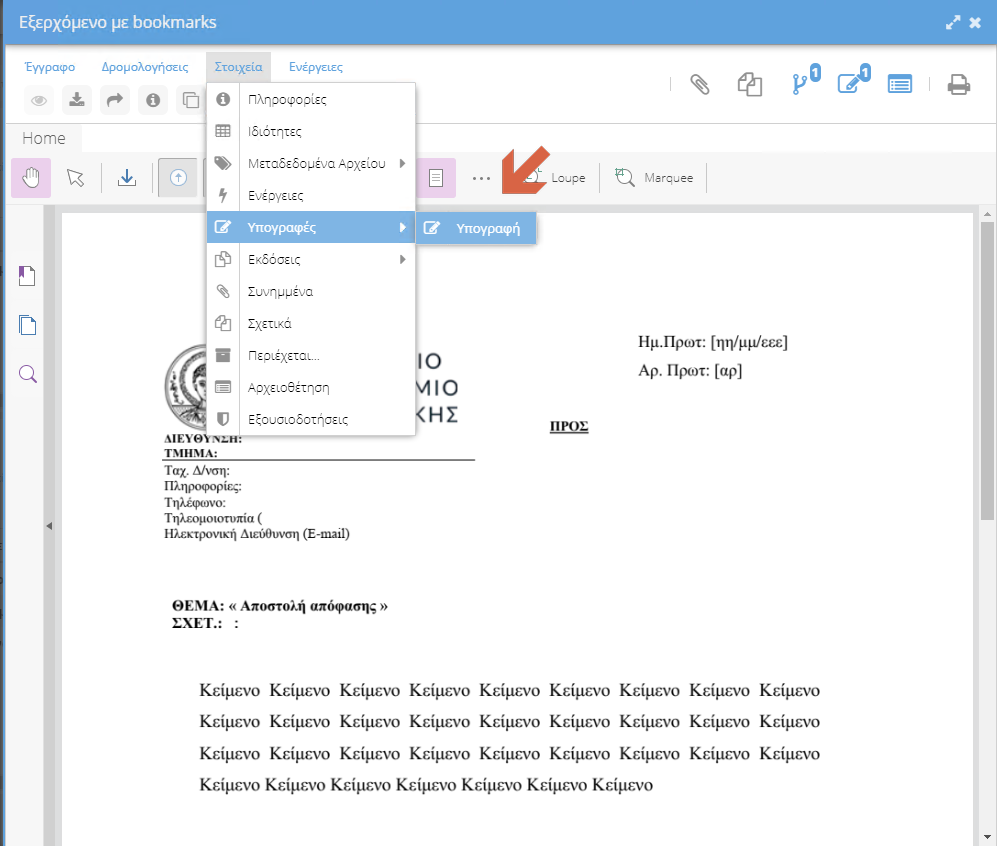 Εξερχόμενο με bookmarks
Έγγραφο Δρομολογήσεις Στοιχεία Ενέργειες
1 1
Home
Πληροφορίες
Ιδιότητες
Μεταδεδομένα Αρχείου
Ενέργειες
Υπογραφές
Εκδόσεις
Συνημμένα
Σχετικά
Περιέχεται...
Αρχειοθέτηση
Εξουσιοδοτήσεις
Υπογραφή
Loupe Marquee
ΙΟ
ΜΙΟ
ΚΗΣ
Ημ.Πρωτ: [ηη/μμ/εεε]
Αρ. Πρωτ: [αρ]
ΠΡΟΣ
ΔΙΕΥΘΥΝΣΗ:
ΤΜΗΜΑ:
Ταχ. Δ/νση:
Πληροφορίες:
Τηλέφωνο:
Τηλεομοιοτυπία (
Ηλεκτρονική Διεύθυνση (E-mail)
ΘΕΜΑ: « Αποστολή απόφασης »
ΣΧΕΤ.: :
Κείμενο Κείμενο Κείμενο Κείμενο Κείμενο Κείμενο Κείμενο Κείμενο Κείμενο
Κείμενο Κείμενο Κείμενο Κείμενο Κείμενο Κείμενο Κείμενο Κείμενο Κείμενο
Κείμενο Κείμενο Κείμενο Κείμενο Κείμενο Κείμενο Κείμενο Κείμενο Κείμενο
Κείμενο Κείμενο Κείμενο Κείμενο Κείμενο Κείμενο Κείμενο